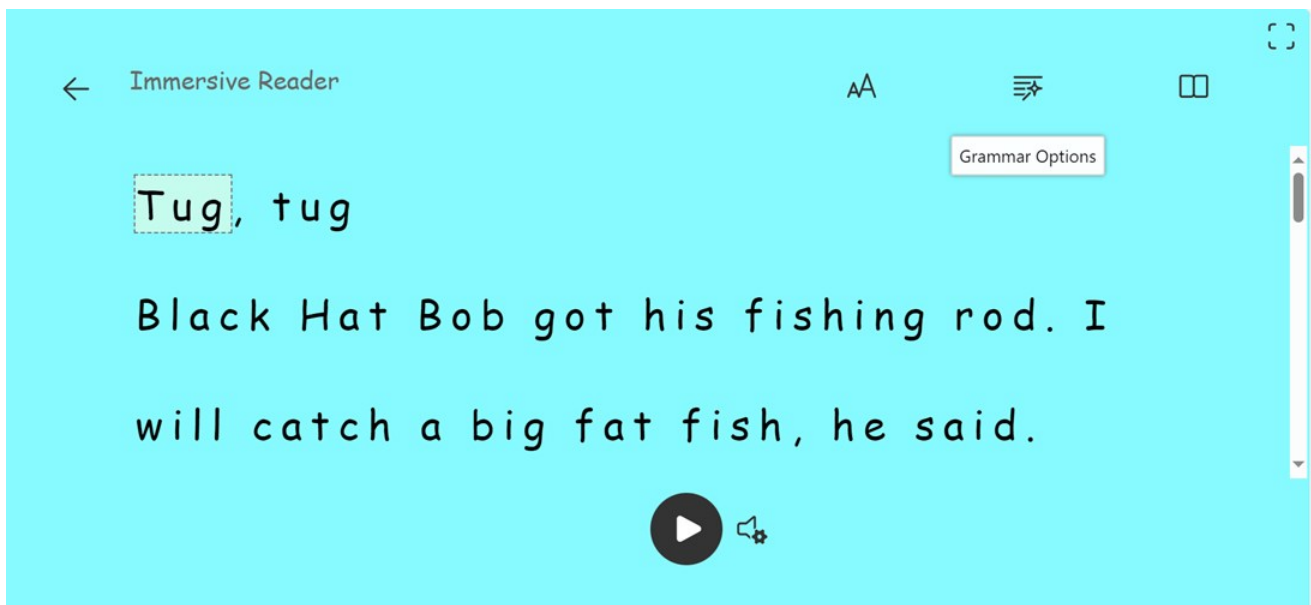 Immersive Reader
AA
Grammar Options
Tug, tug
Black Hat Bob got his fishing rod. I
will catch a big fat fish, he said.